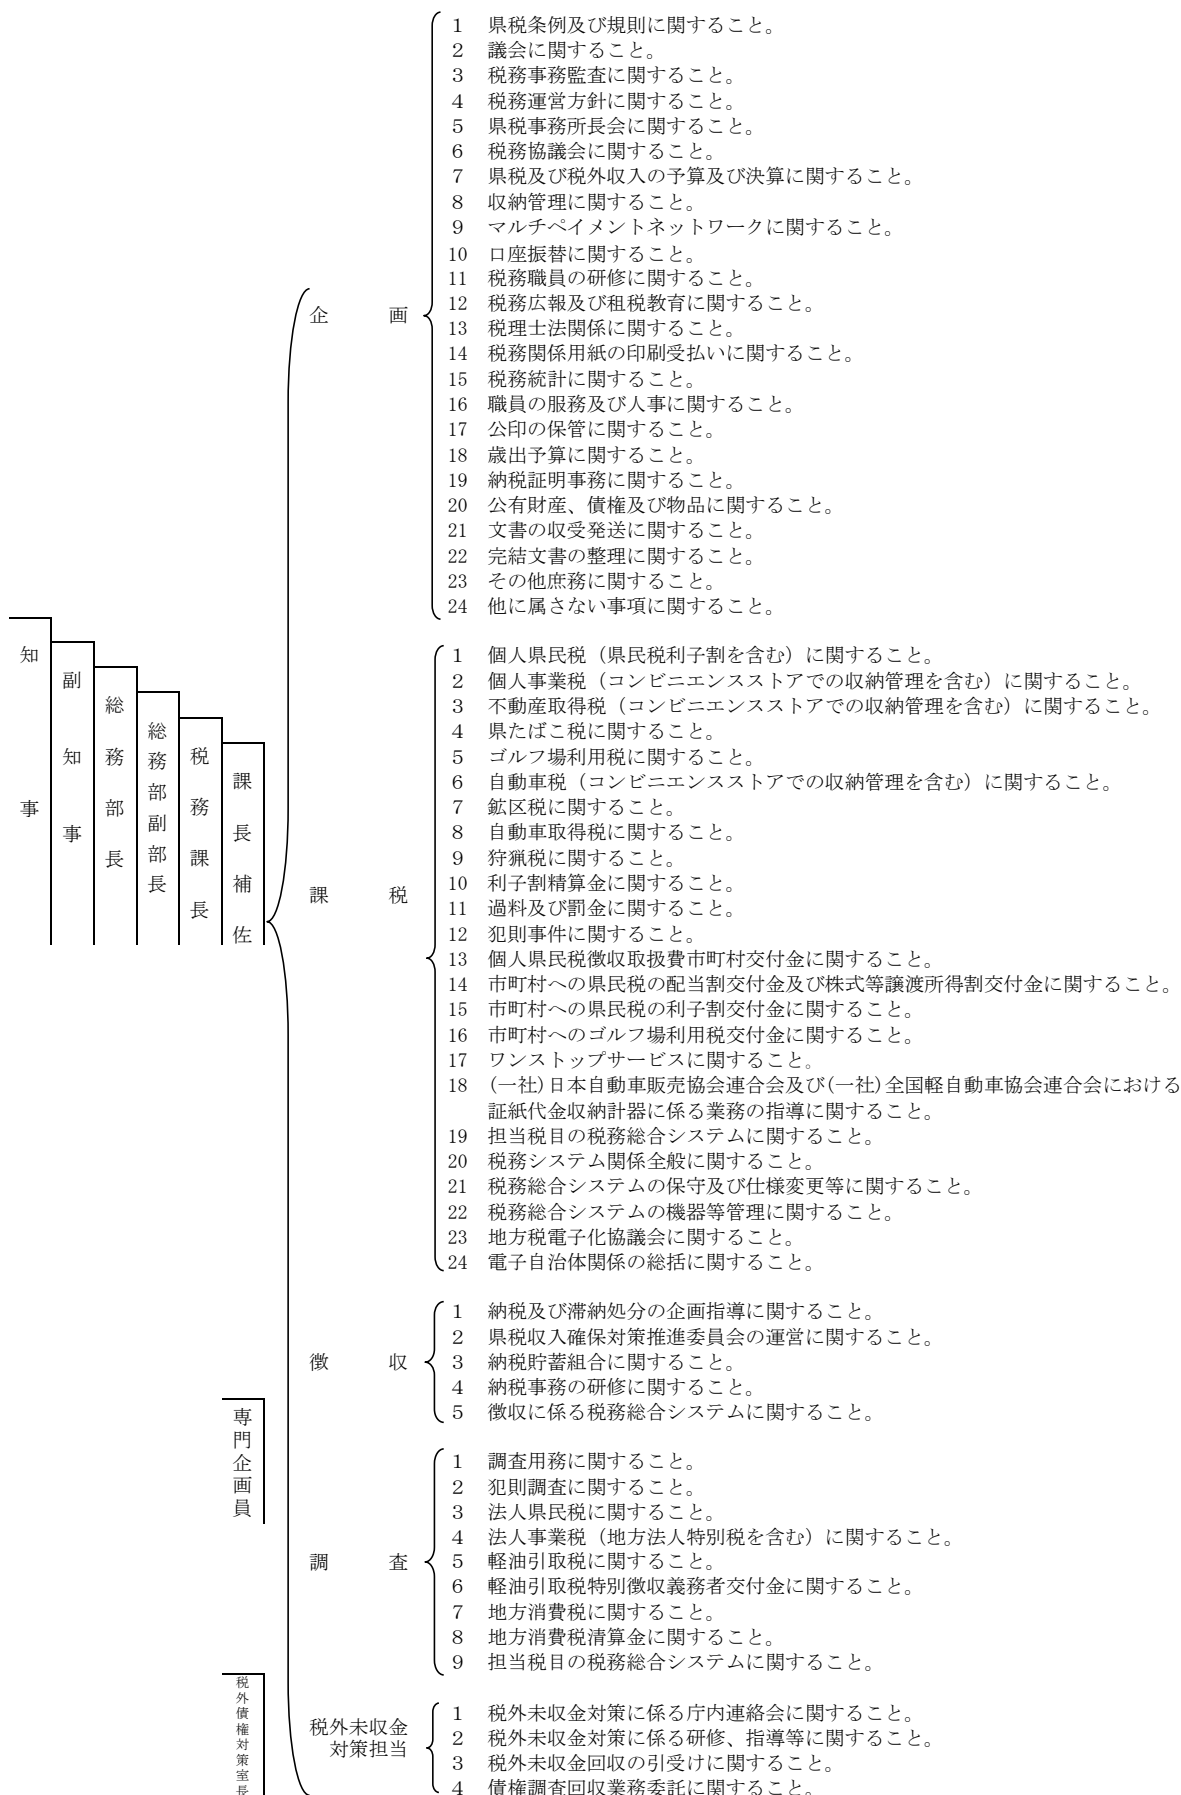 知事
副知事
総務部長
総務部副部長
税務課長
課長補佐
専門企画員
税外債権対策室長
企画
1 県税条例及び規則に関すること。
2 議会に関すること。
3 税務事務監査に関すること。
4 税務運営方針に関すること。
5 県税事務所長会に関すること。
6 税務協議会に関すること。
7 県税及び税外収入の予算及び決算に関すること。
8 収納管理に関すること。
9 マルチペイメントネットワークに関すること。
10 口座振替に関すること。
11 税務職員の研修に関すること。
12 税務広報及び租税教育に関すること。
13 税理士法関係に関すること。
14 税務関係用紙の印刷受払いに関すること。
15 税務統計に関すること。
16 職員の服務及び人事に関すること。
17 公印の保管に関すること。
18 歳出予算に関すること。
19 納税証明事務に関すること。
20 公有財産、債権及び物品に関すること。
21 文書の収受発送に関すること。
22 完結文書の整理に関すること。
23 その他庶務に関すること。
24 他に属さない事項に関すること。
課税
1 個人県民税（県民税利子割を含む）に関すること。
2 個人事業税（コンビニエンスストアでの収納管理を含む）に関すること。
3 不動産取得税（コンビニエンスストアでの収納管理を含む）に関すること。
4 県たばこ税に関すること。
5 ゴルフ場利用税に関すること。
6 自動車税（コンビニエンスストアでの収納管理を含む）に関すること。
7 鉱区税に関すること。
8 自動車取得税に関すること。
9 狩猟税に関すること。
10 利子割精算金に関すること。
11 過料及び罰金に関すること。
12 犯則事件に関すること。
13 個人県民税徴収取扱費市町村交付金に関すること。
14 市町村への県民税の配当割交付金及び株式等譲渡所得割交付金に関すること。
15 市町村への県民税の利子割交付金に関すること。
16 市町村へのゴルフ場利用税交付金に関すること。
17 ワンストップサービスに関すること。
18 (一社)日本自動車販売協会連合会及び(一社)全国軽自動車協会連合会における
証紙代金収納計器に係る業務の指導に関すること。
19 担当税目の税務総合システムに関すること。
20 税務システム関係全般に関すること。
21 税務総合システムの保守及び仕様変更等に関すること。
22 税務総合システムの機器等管理に関すること。
23 地方税電子化協議会に関すること。
24 電子自治体関係の総括に関すること。
徴収
1 納税及び滞納処分の企画指導に関すること。
2 県税収入確保対策推進委員会の運営に関すること。
3 納税貯蓄組合に関すること。
4 納税事務の研修に関すること。
5 徴収に係る税務総合システムに関すること。
調査
1 調査用務に関すること。
2 犯則調査に関すること。
3 法人県民税に関すること。
4 法人事業税（地方法人特別税を含む）に関すること。
5 軽油引取税に関すること。
6 軽油引取税特別徴収義務者交付金に関すること。
7 地方消費税に関すること。
8 地方消費税清算金に関すること。
9 担当税目の税務総合システムに関すること。
税外未収金
対策担当
1 税外未収金対策に係る庁内連絡会に関すること。
2 税外未収金対策に係る研修、指導等に関すること。
3 税外未収金回収の引受けに関すること。
4 債権調査回収業務委託に関すること。